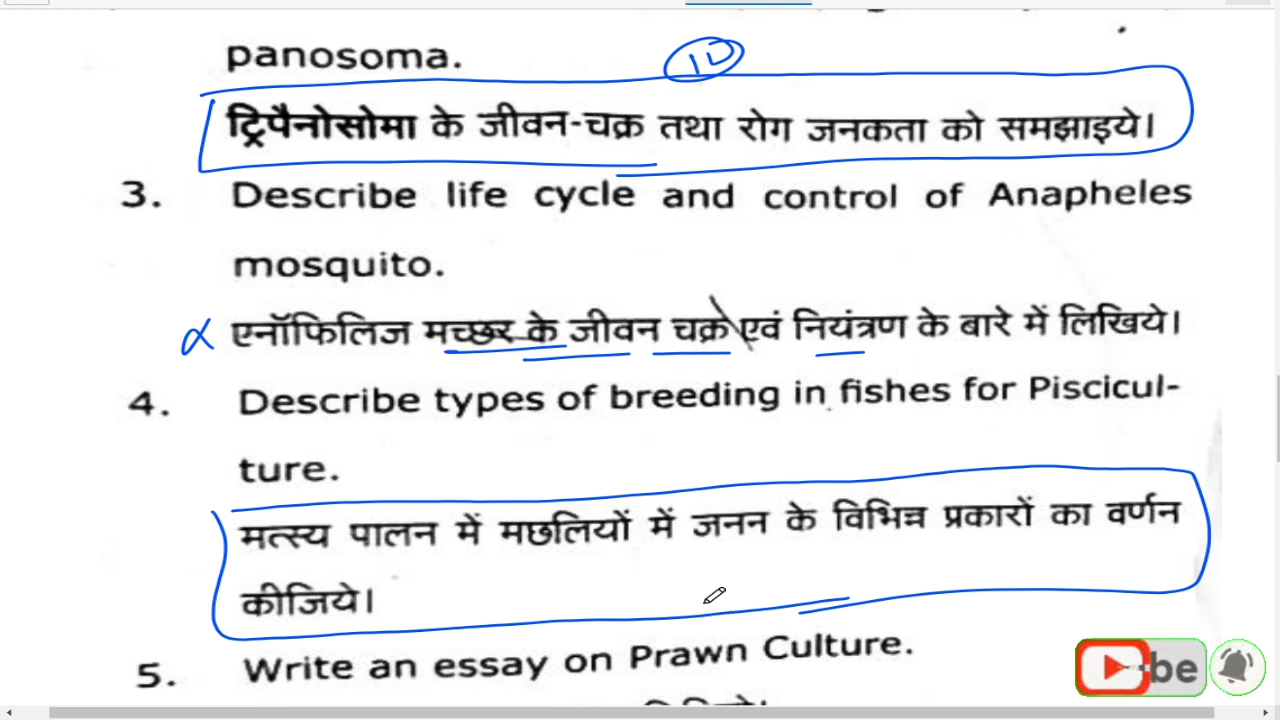 panosoma.
10
ट्रिपैनोसोमा के जीवन-चक्र तथा रोग जनकता को समझाइये।
3. Describe life cycle and control of Anapheles
mosquito.
एनॉफिलिज मच्छर के जीवन चक्र एवं नियंत्रण के बारे में लिखिये।
4. Describe types of breeding in fishes for Piscicul-
ture.
मत्स्य पालन में मछलियों में जनन के विभिन्न प्रकारों का वर्णन
कीजिये।
5. Write an essay on Prawn Culture.
be